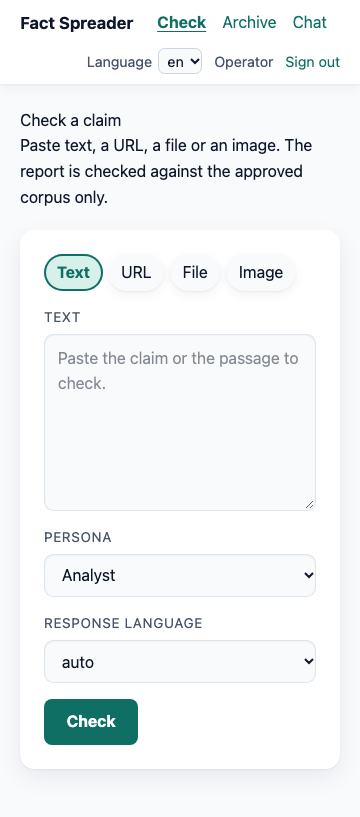 Fact Spreader Check Archive Chat
Language en Operator Sign out
Check a claim
Paste text, a URL, a file or an image. The
report is checked against the approved
corpus only.
Text URL File Image
TEXT
Paste the claim or the passage to
check.
PERSONA
Analyst
RESPONSE LANGUAGE
auto
Check